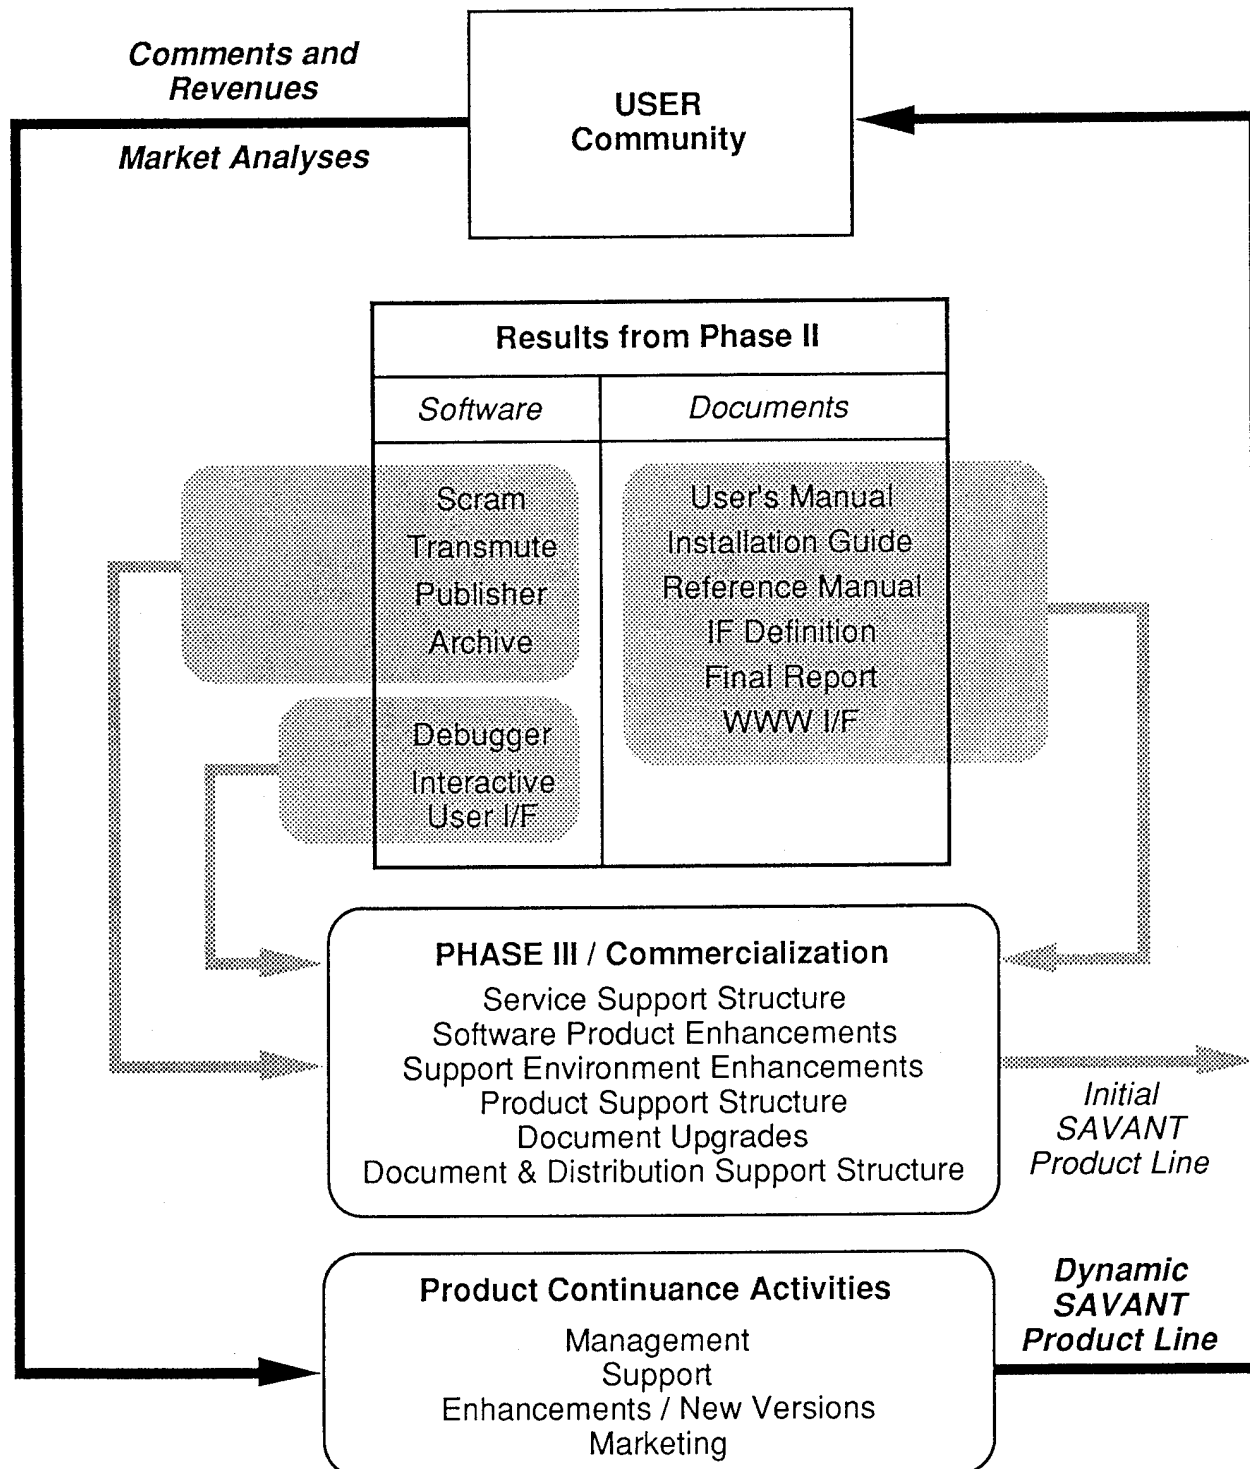 Comments and
Revenues
Market Analyses
USER
Community
Results from Phase II
Software
Documents
Scram
Transmute
Publisher
Archive
Debugger
Interactive
User I/F
User's Manual
Installation Guide
Reference Manual
IF Definition
Final Report
WWW I/F
PHASE III / Commercialization
Service Support Structure
Software Product Enhancements
Support Environment Enhancements
Product Support Structure
Document Upgrades
Document & Distribution Support Structure
Initial
SAVANT
Product Line
Product Continuance Activities
Management
Support
Enhancements / New Versions
Marketing
Dynamic
SAVANT
Product Line